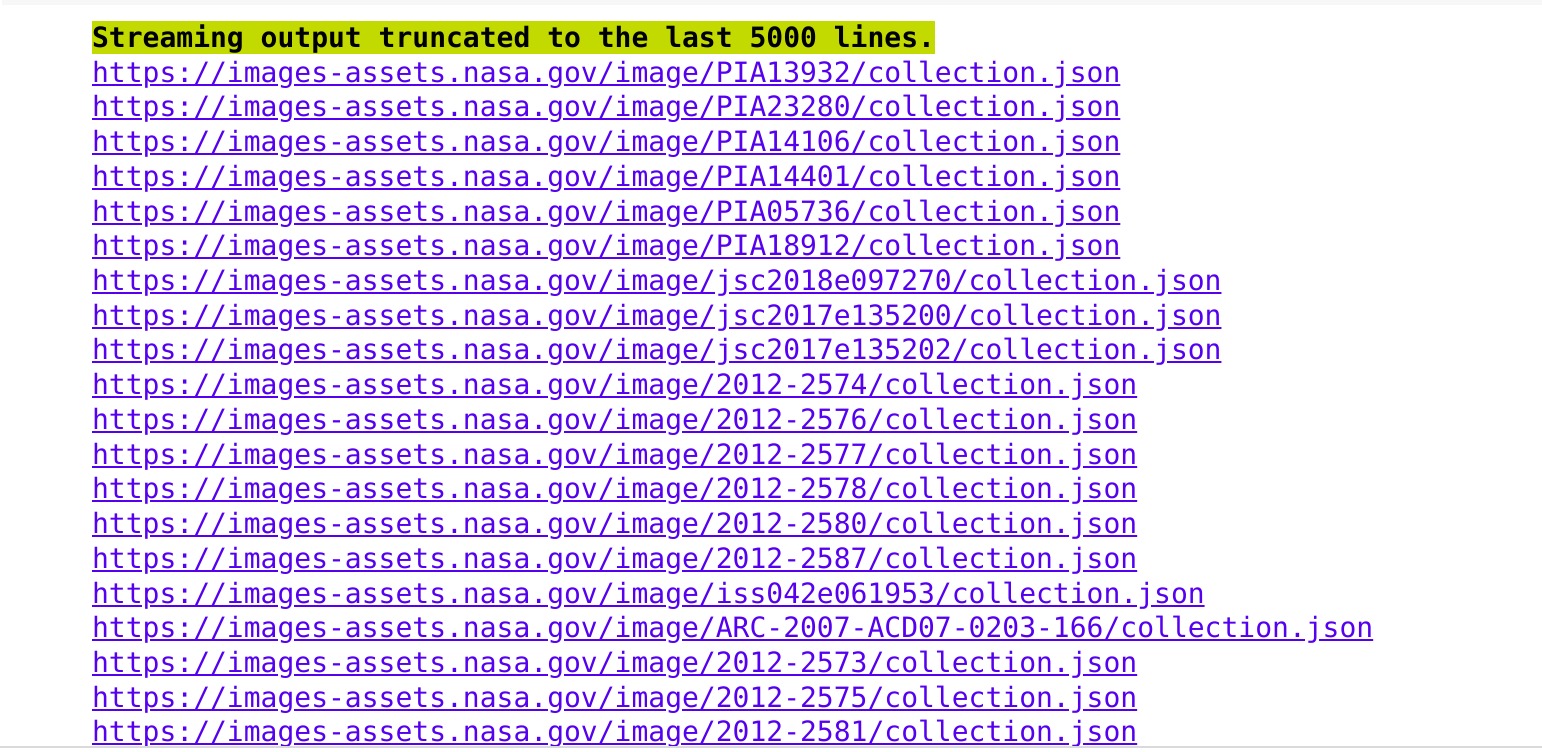 Streaming output truncated to the last 5000 lines.
https://images-assets.nasa.gov/image/PIA13932/collection.json
https://images-assets.nasa.gov/image/PIA23280/collection.json
https://images-assets.nasa.gov/image/PIA14106/collection.json
https://images-assets.nasa.gov/image/PIA14401/collection.json
https://images-assets.nasa.gov/image/PIA05736/collection.json
https://images-assets.nasa.gov/image/PIA18912/collection.json
https://images-assets.nasa.gov/image/jsc2018e097270/collection.json
https://images-assets.nasa.gov/image/jsc2017e135200/collection.json
https://images-assets.nasa.gov/image/jsc2017e135202/collection.json
https://images-assets.nasa.gov/image/2012-2574/collection.json
https://images-assets.nasa.gov/image/2012-2576/collection.json
https://images-assets.nasa.gov/image/2012-2577/collection.json
https://images-assets.nasa.gov/image/2012-2578/collection.json
https://images-assets.nasa.gov/image/2012-2580/collection.json
https://images-assets.nasa.gov/image/2012-2587/collection.json
https://images-assets.nasa.gov/image/iss042e061953/collection.json
https://images-assets.nasa.gov/image/ARC-2007-ACD07-0203-166/collection.json
https://images-assets.nasa.gov/image/2012-2573/collection.json
https://images-assets.nasa.gov/image/2012-2575/collection.json
https://images-assets.nasa.gov/image/2012-2581/collection.json